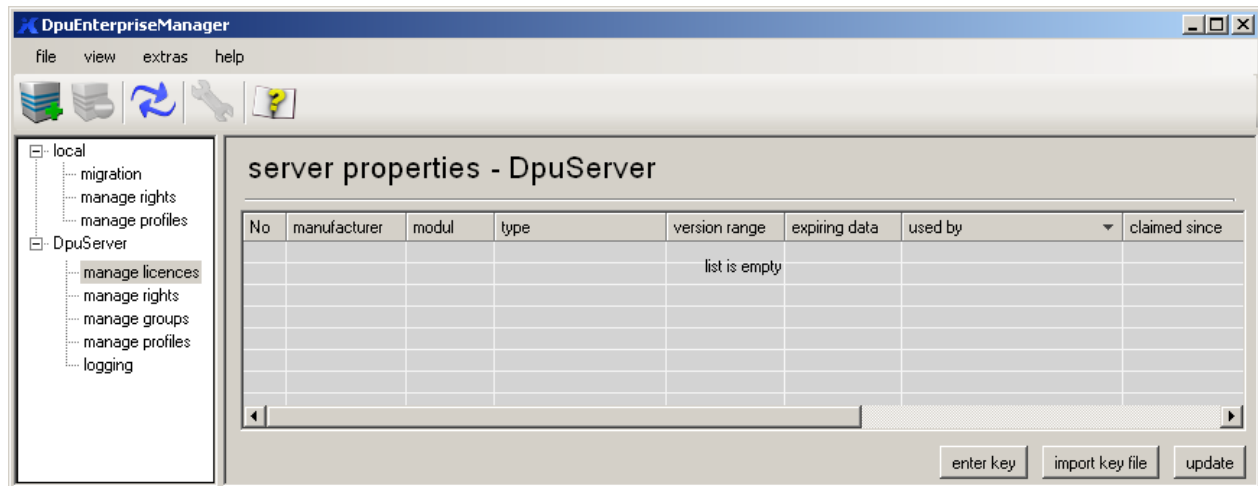 DpuEnterpriseManager
file view extras help
local
migration
manage rights
manage profiles
DpuServer
manage licences
manage rights
manage groups
manage profiles
logging
server properties - DpuServer
No manufacturer modul type version range expiring data used by claimed since
list is empty
enter key import key file update